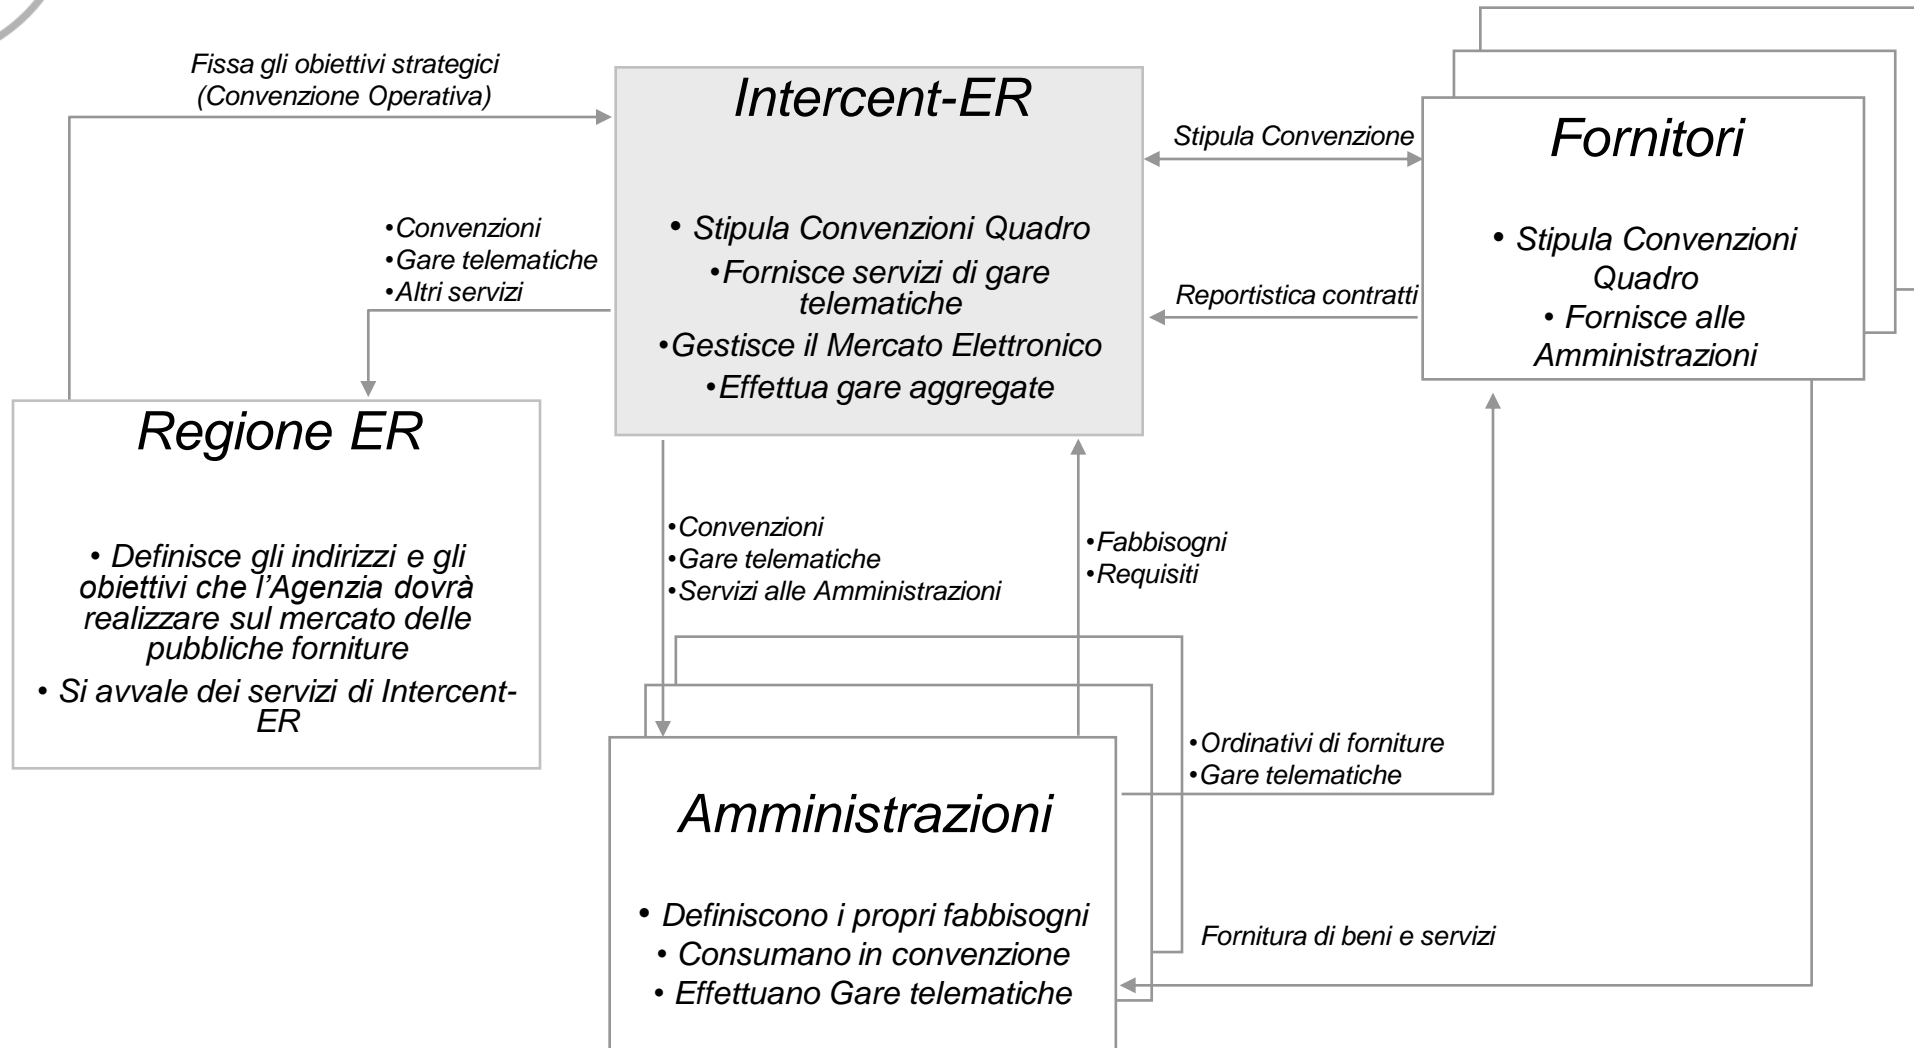 Fissa gli obiettivi strategici
(Convenzione Operativa)
Intercent-ER
• Stipula Convenzioni Quadro
•Fornisce servizi di gare
telematiche
•Gestisce il Mercato Elettronico
•Effettua gare aggregate
Stipula Convenzione
Reportistica contratti
Fornitori
• Stipula Convenzioni
Quadro
• Fornisce alle
Amministrazioni
•Convenzioni
•Gare telematiche
•Altri servizi
Regione ER
• Definisce gli indirizzi e gli
obiettivi che l'Agenzia dovrà
realizzare sul mercato delle
pubbliche forniture
• Si avvale dei servizi di Intercent-
ER
•Convenzioni
•Gare telematiche
•Servizi alle Amministrazioni
•Fabbisogni
•Requisiti
•Ordinativi di forniture
•Gare telematiche
Amministrazioni
• Definiscono i propri fabbisogni
• Consumano in convenzione
• Effettuano Gare telematiche
Fornitura di beni e servizi